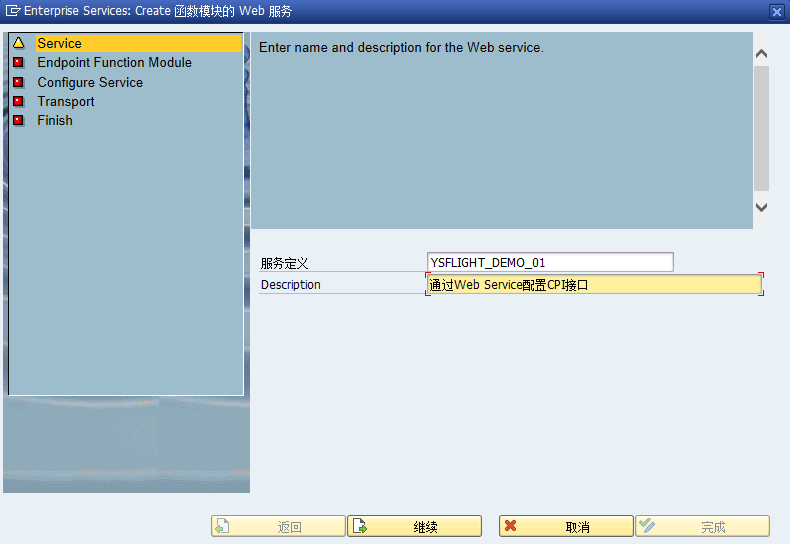 Enterprise Services: Create 函数模块的 Web 服务
Service
Endpoint Function Module
Configure Service
Transport
Finish
Enter name and description for the Web service.
服务定义 YSFLIGHT_DEMO_01
Description 通过Web Service配置CPI接口
返回 继续 取消 完成